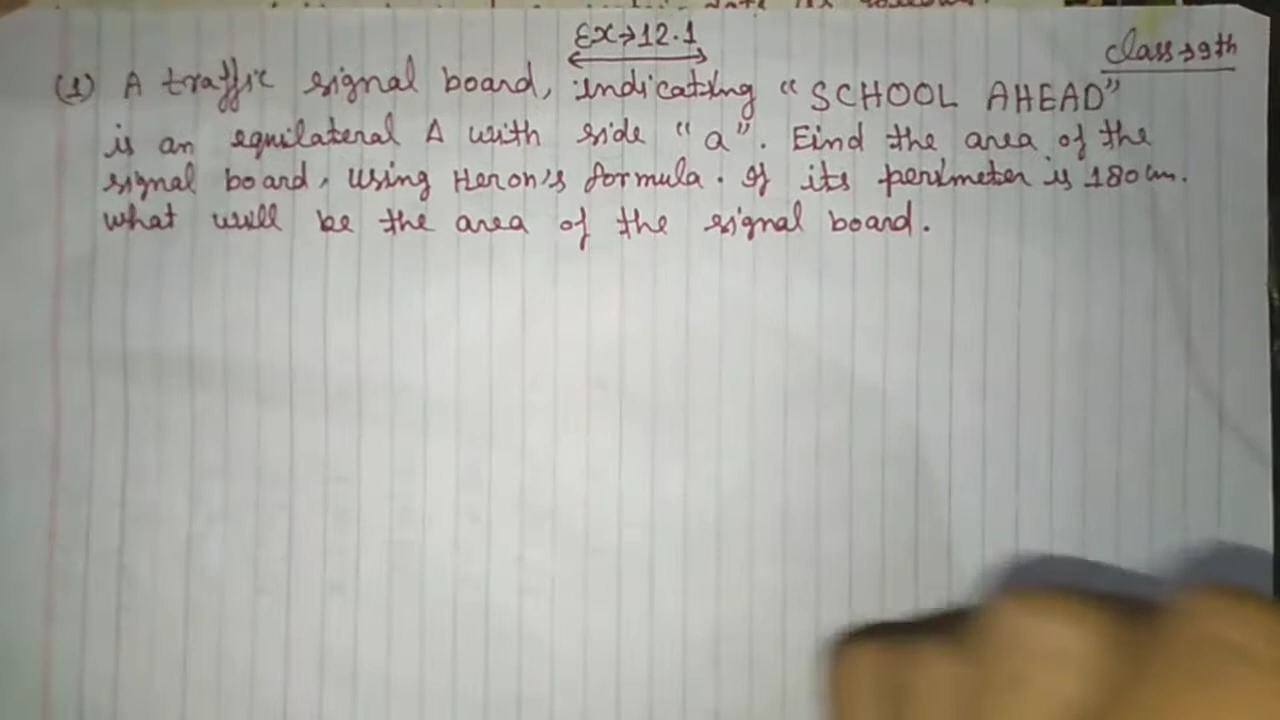 Ex→12.1
Class→9th
(1) A traffic signal board, indicating "SCHOOL AHEAD"
is an equilateral Δ with side "a". Find the area of the
signal board, using Heron's formula. If its perimeter is 180cm.
what will be the area of the signal board.